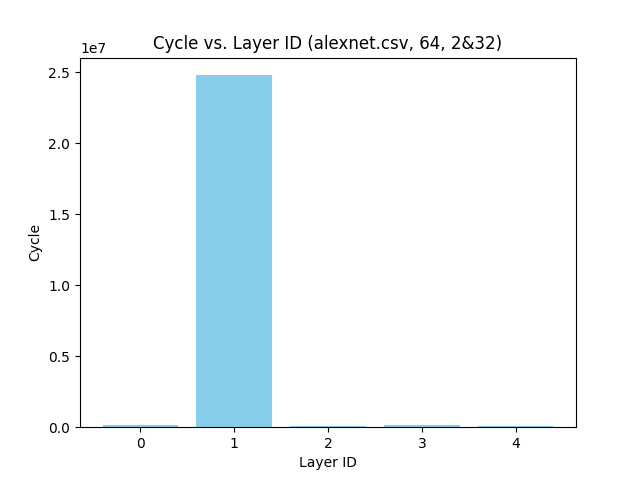 Cycle vs. Layer ID (alexnet.csv, 64, 2&32)
1e7
2.5
2.0
1.5
1.0
0.5
0.0
Cycle
0 1 2 3 4
Layer ID